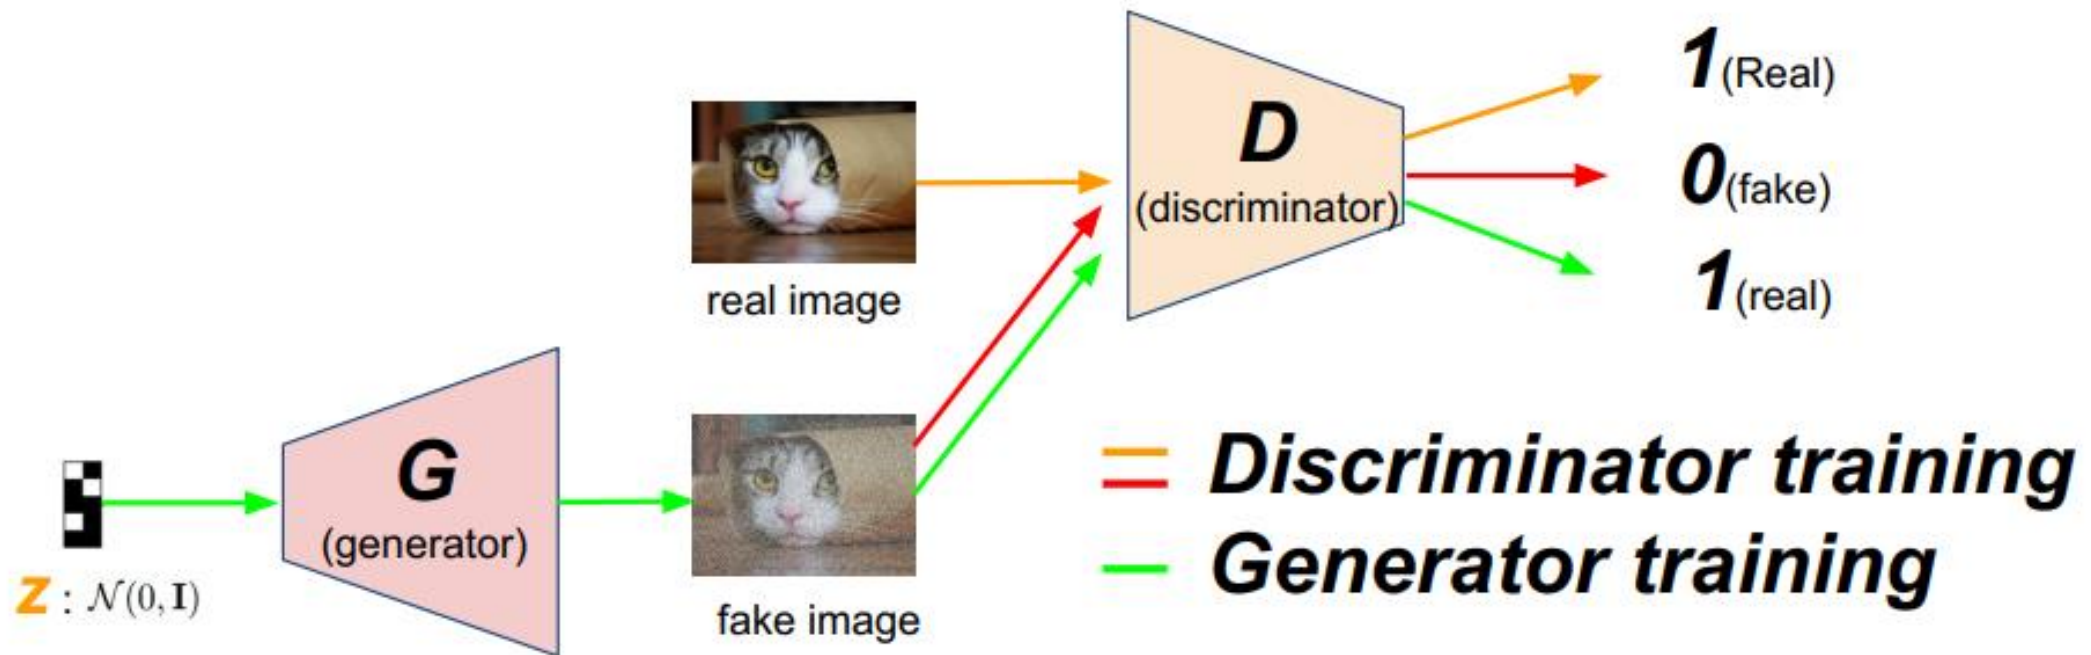 1(Real)
D
(discriminator)
0(fake)
1(real)
real image
G
(generator)
z : 𝒩(0, I)
fake image
Discriminator training
Generator training